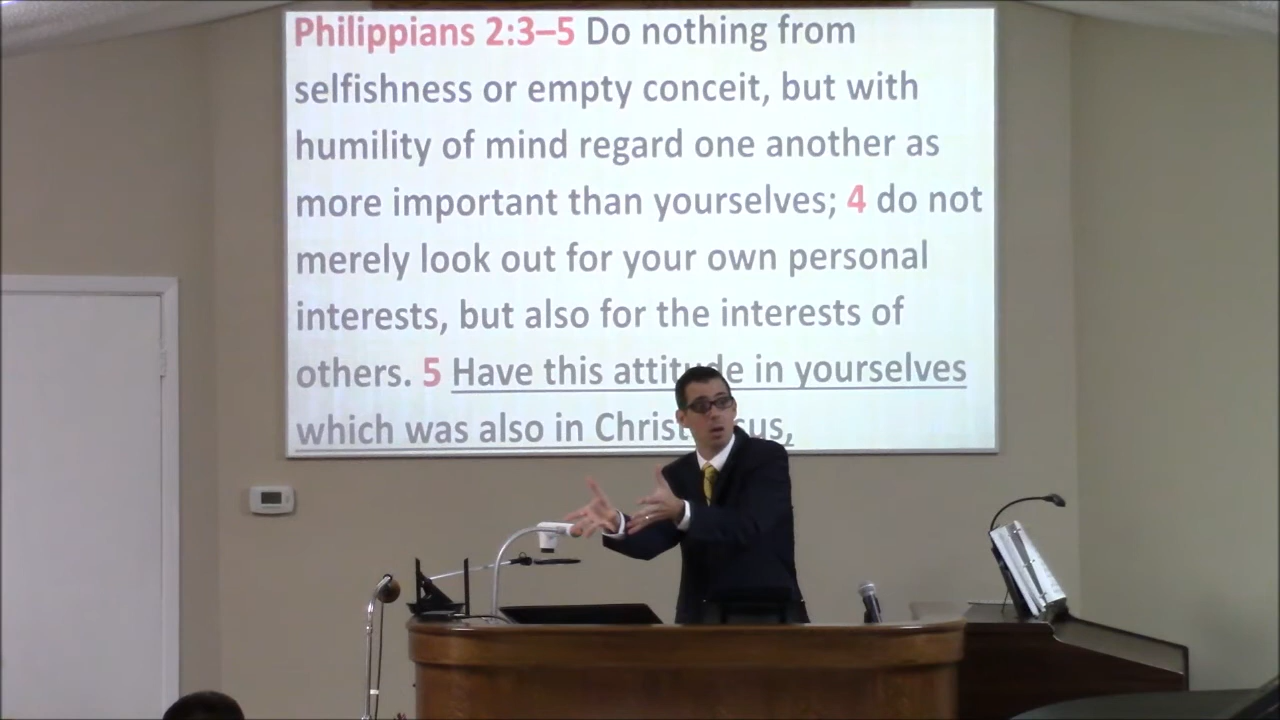 Philippians 2:3–5 Do nothing from
selfishness or empty conceit, but with
humility of mind regard one another as
more important than yourselves; 4 do not
merely look out for your own personal
interests, but also for the interests of
others. 5 Have this attitude in yourselves
which was also in Christ